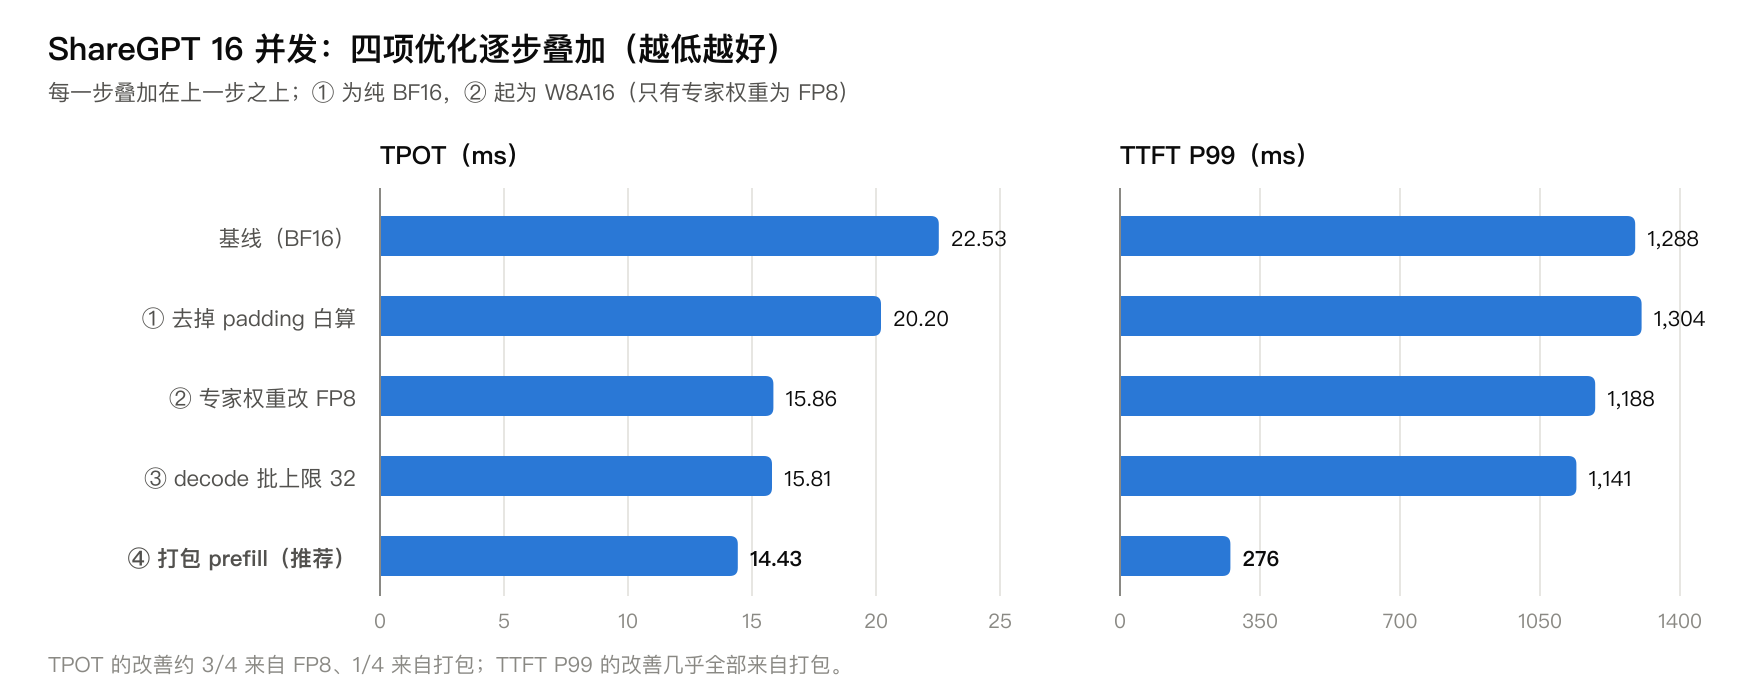 ShareGPT 16 并发：四项优化逐步叠加（越低越好）
每一步叠加在上一步之上；① 为纯 BF16，② 起为 W8A16（只有专家权重为 FP8）
TPOT（ms）
基线（BF16） 22.53
① 去掉 padding 白算 20.20
② 专家权重改 FP8 15.86
③ decode 批上限 32 15.81
④ 打包 prefill（推荐） 14.43
0 5 10 15 20 25
TTFT P99（ms）
1,288
1,304
1,188
1,141
276
0 350 700 1050 1400
TPOT 的改善约 3/4 来自 FP8、1/4 来自打包；TTFT P99 的改善几乎全部来自打包。